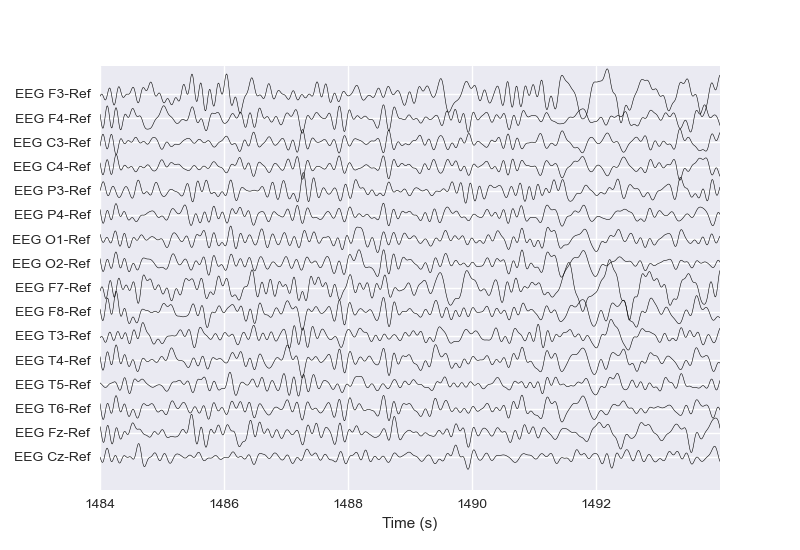 EEG F3-Ref
EEG F4-Ref
EEG C3-Ref
EEG C4-Ref
EEG P3-Ref
EEG P4-Ref
EEG O1-Ref
EEG O2-Ref
EEG F7-Ref
EEG F8-Ref
EEG T3-Ref
EEG T4-Ref
EEG T5-Ref
EEG T6-Ref
EEG Fz-Ref
EEG Cz-Ref
1484 1486 1488 1490 1492
Time (s)